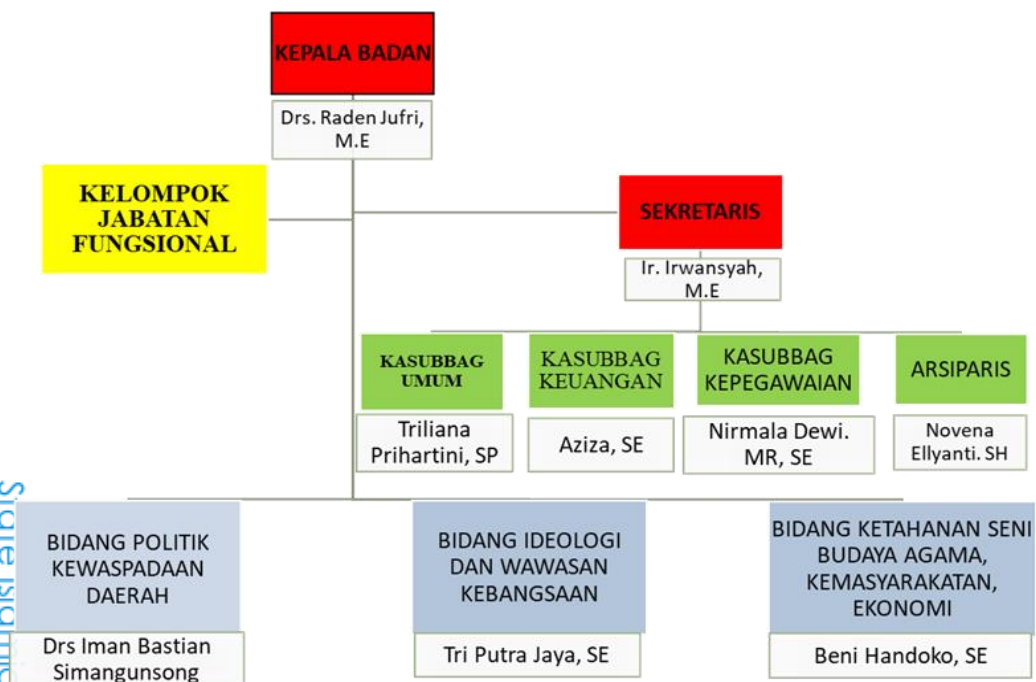 KEPALA BADAN
Drs. Raden Jufri,
M.E
KELOMPOK
JABATAN
FUNGSIONAL
SEKRETARIS
Ir. Irwansyah,
M.E
KASUBBAG
UMUM
Triliana
Prihartini, SP
KASUBBAG
KEUANGAN
Aziza, SE
KASUBBAG
KEPEGAWAIAN
Nirmala Dewi.
MR, SE
ARSIPARIS
Novena
Ellyanti. SH
BIDANG POLITIK
KEWASPADAAN
DAERAH
Drs Iman Bastian
Simangunsong
BIDANG IDEOLOGI
DAN WAWASAN
KEBANGSAAN
Tri Putra Jaya, SE
BIDANG KETAHANAN SENI
BUDAYA AGAMA,
KEMASYARAKATAN,
EKONOMI
Beni Handoko, SE